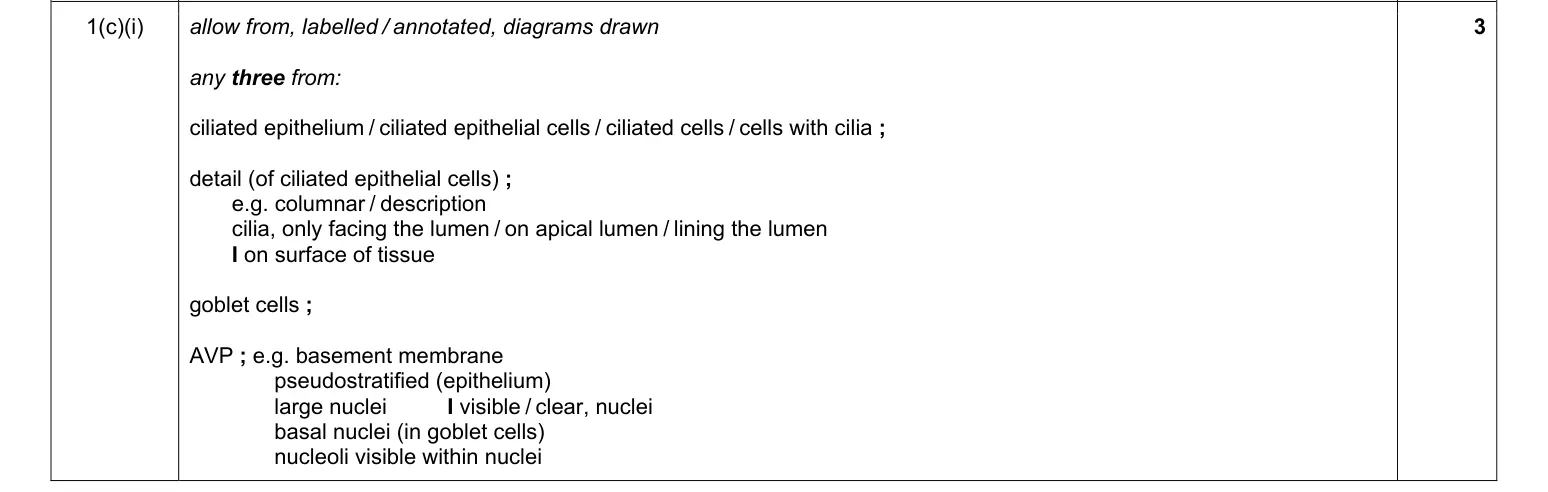 1(c)(i)
allow from, labelled / annotated, diagrams drawn
3
any three from:
ciliated epithelium / ciliated epithelial cells / ciliated cells / cells with cilia ;
detail (of ciliated epithelial cells) ;
e.g. columnar / description
cilia, only facing the lumen / on apical lumen / lining the lumen
I on surface of tissue
goblet cells ;
AVP ; e.g. basement membrane
pseudostratified (epithelium)
large nuclei I visible / clear, nuclei
basal nuclei (in goblet cells)
nucleoli visible within nuclei